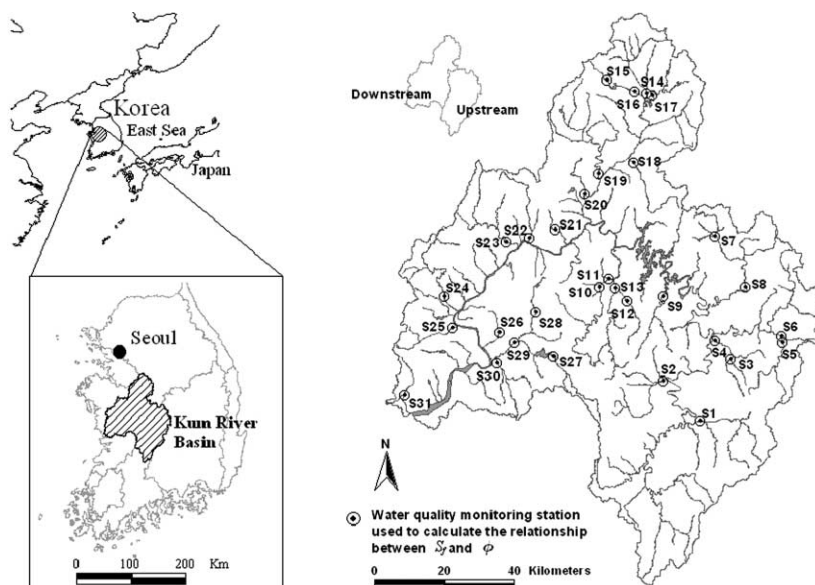 Korea
East Sea
Japan
Seoul
Kum River
Basin
0 100 200 Km
Downstream
Upstream
S15
S14
S16
S17
S18
S19
S20
S21
S22
S23
S7
S11
S24
S10
S13
S8
S12
S9
S28
S25
S26
S6
S29
S4
S5
S27
S3
S30
S2
S31
S1
N
Water quality monitoring station
used to calculate the relationship
between Sf and φ
0 20 40 Kilometers